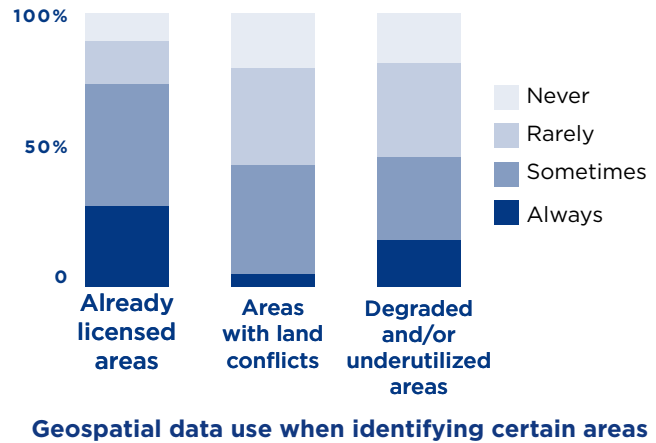 100%
50%
0
Never
Rarely
Sometimes
Always
Already
licensed
areas
Areas
with land
conflicts
Degraded
and/or
underutilized
areas
Geospatial data use when identifying certain areas